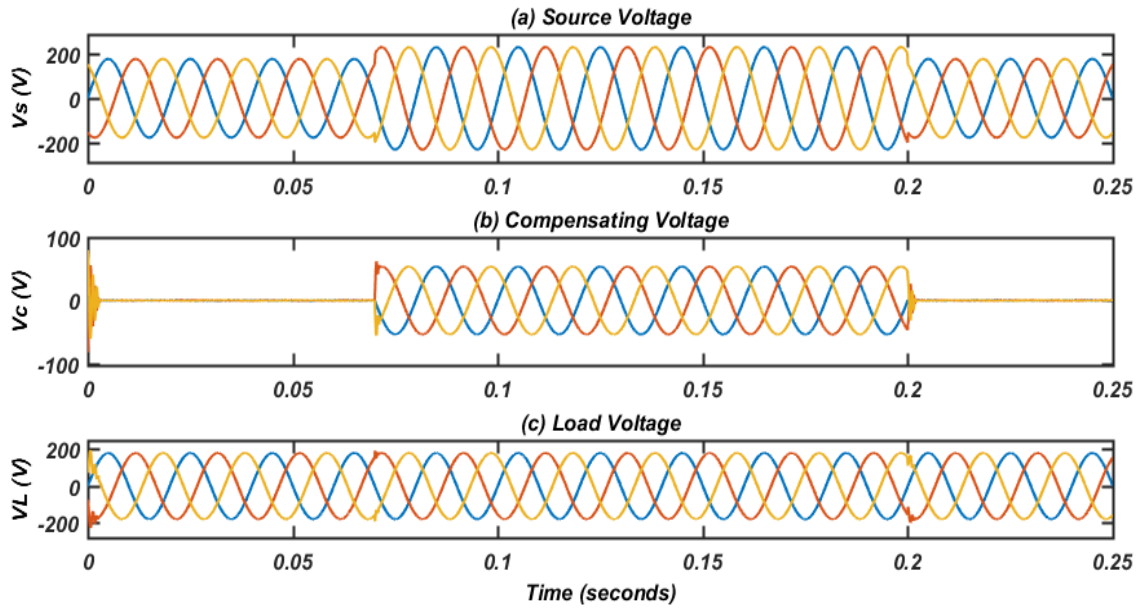 (a) Source Voltage
Vs (V)
200
0
-200
0 0.05 0.1 0.15 0.2 0.25
(b) Compensating Voltage
Vc (V)
100
0
-100
0 0.05 0.1 0.15 0.2 0.25
(c) Load Voltage
VL (V)
200
0
-200
0 0.05 0.1 0.15 0.2 0.25
Time (seconds)